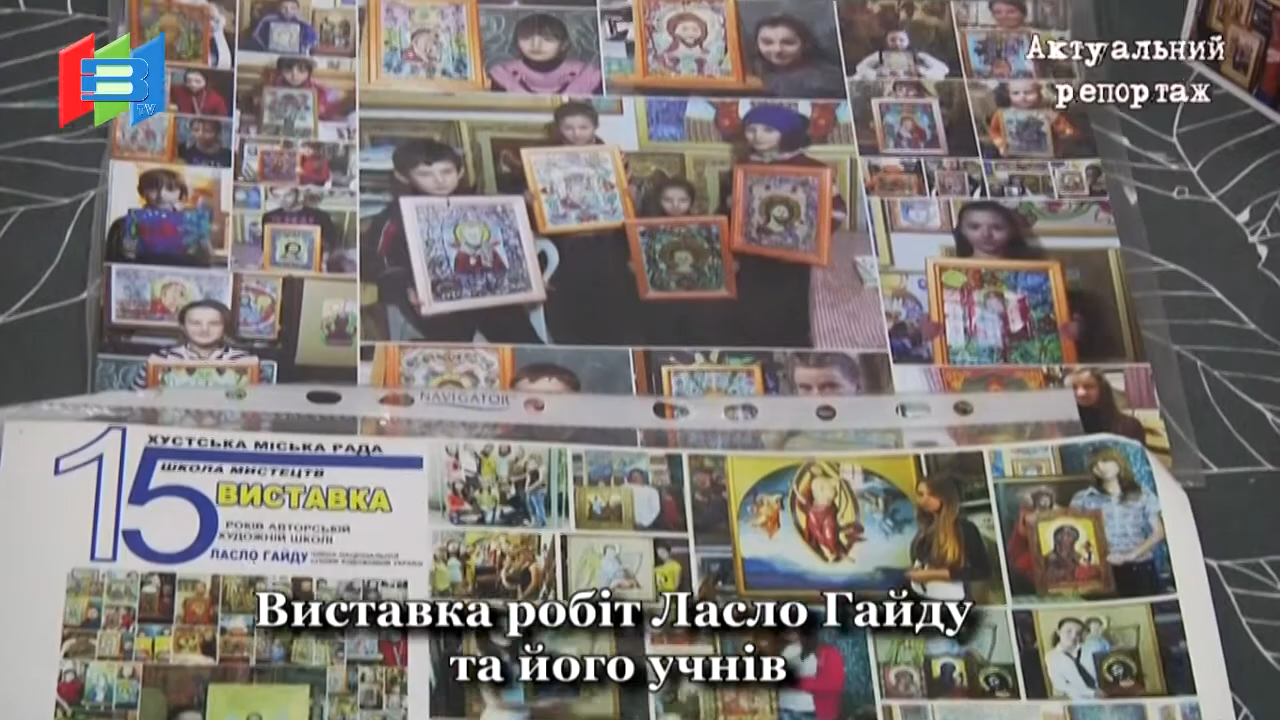 Актуальний
репортаж
TV
NAVIGATOR
ХУСТСЬКА МІСЬКА РАДА
15
ШКОЛА МИСТЕЦТВ
ВИСТАВКА
РОКІВ АВТОРСЬКІЙ
ХУДОЖНІЙ ШКОЛІ
ЛАСЛО ГАЙДУ
Виставка робіт Ласло Гайду
та його учнів